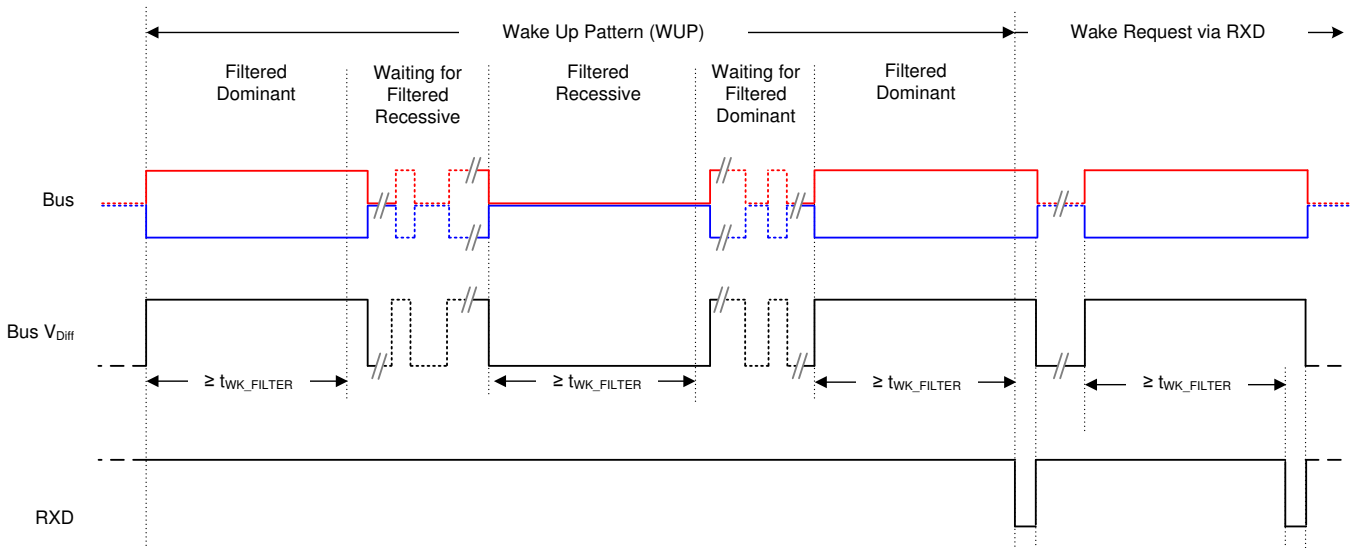 Wake Up Pattern (WUP)
Wake Request via RXD
Filtered
Dominant
Waiting for
Filtered
Recessive
Filtered
Recessive
Waiting for
Filtered
Dominant
Filtered
Dominant
Bus
Bus VDiff
≥ tWK_FILTER
≥ tWK_FILTER
≥ tWK_FILTER
≥ tWK_FILTER
RXD